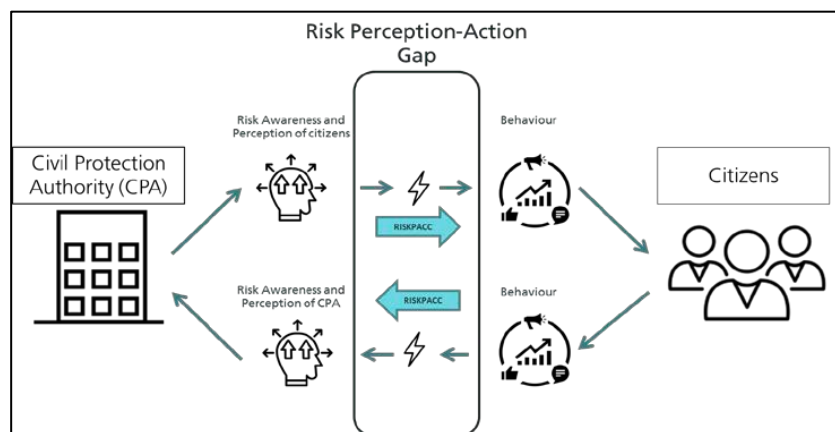 Risk Perception-Action
Gap
Risk Awareness and
Perception of citizens
Behaviour
Civil Protection
Authority (CPA)
Citizens
RISKPACC
Risk Awareness and
Perception of CPA
RISKPACC
Behaviour